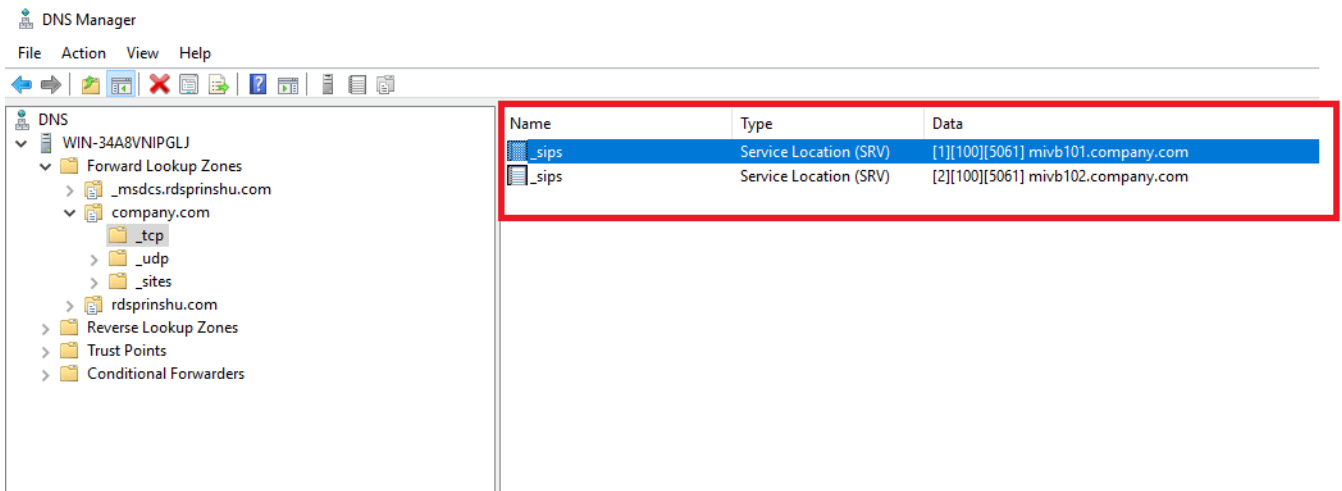 DNS Manager
File Action View Help
DNS
WIN-34A8VNIPGLJ
Forward Lookup Zones
_msdcs.rdsprinshu.com
company.com
_tcp
_udp
_sites
rdsprinshu.com
Reverse Lookup Zones
Trust Points
Conditional Forwarders
Name Type Data
_sips Service Location (SRV) [1][100][5061] mivb101.company.com
_sips Service Location (SRV) [2][100][5061] mivb102.company.com